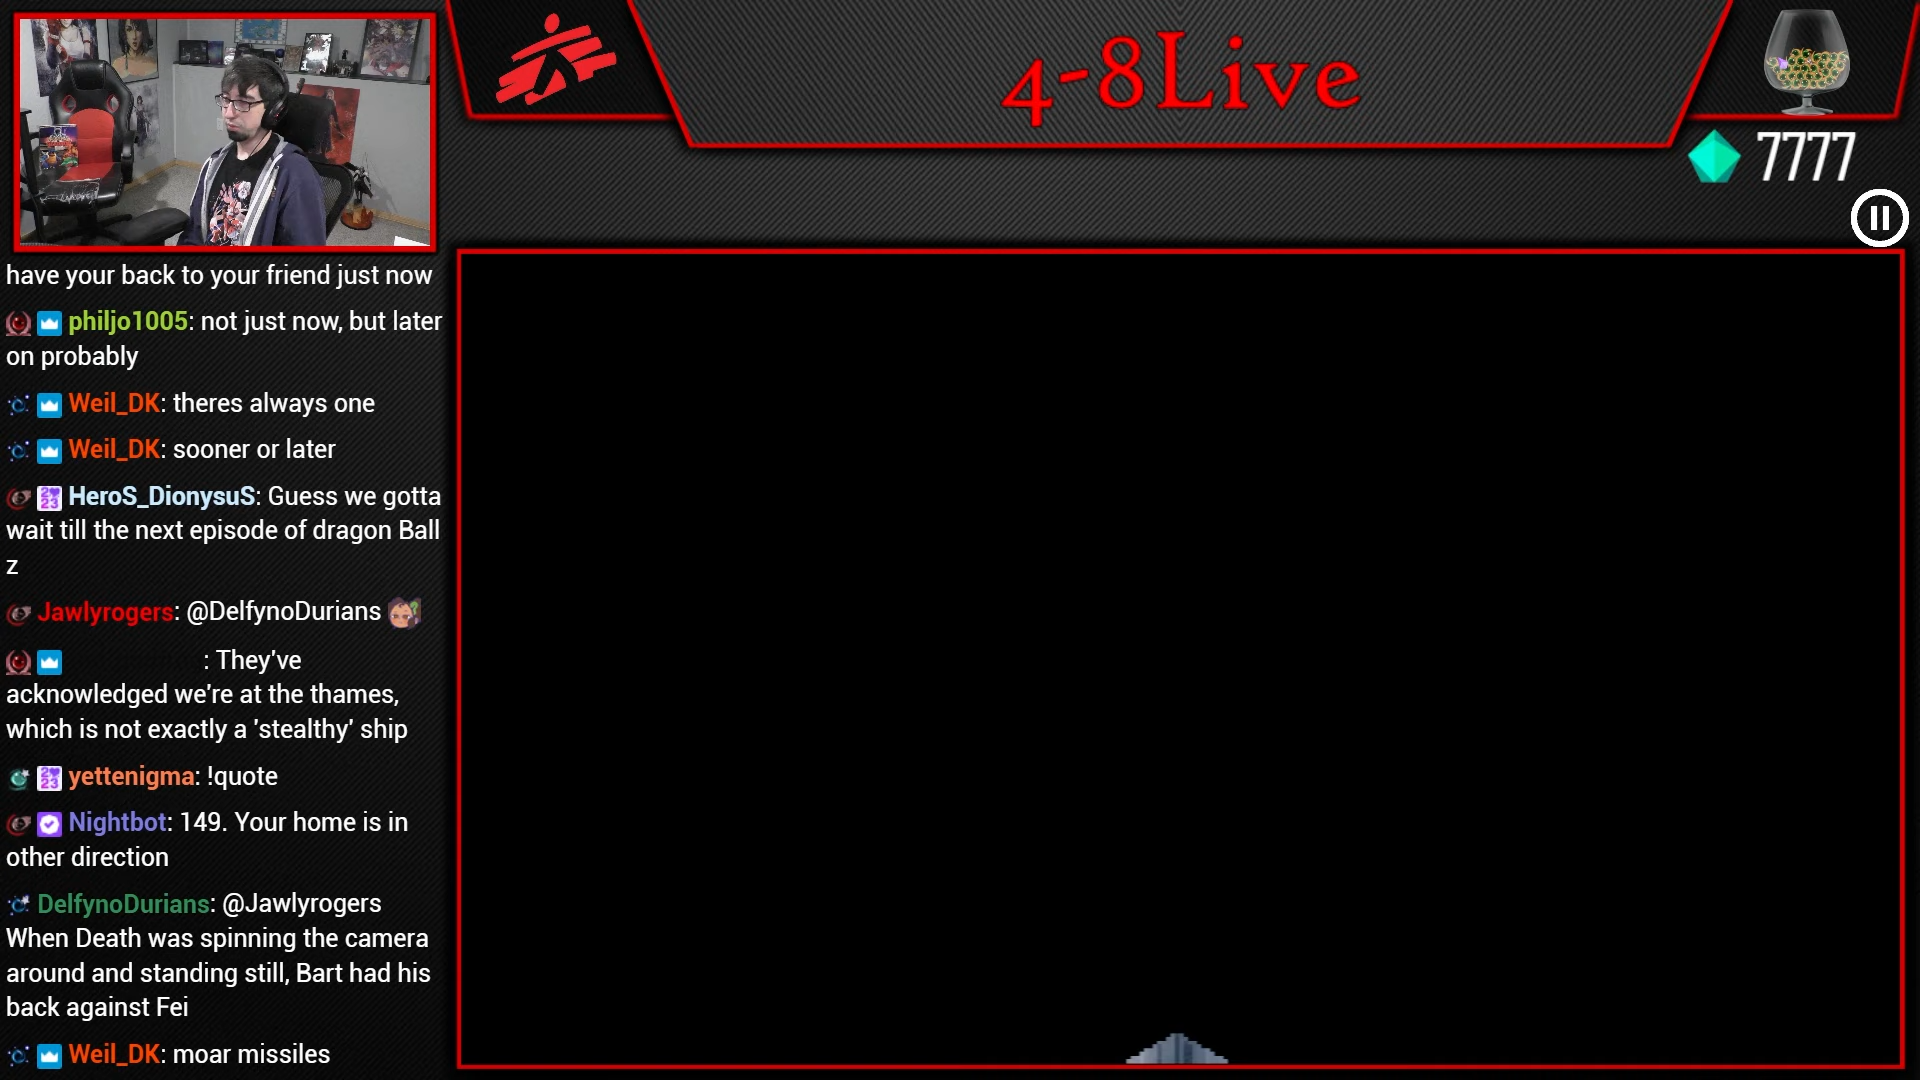 4-8Live
7777
have your back to your friend just now
philjo1005: not just now, but later
on probably
Weil_DK: theres always one
Weil_DK: sooner or later
HeroS_DionysuS: Guess we gotta
wait till the next episode of dragon Ball
z
Jawlyrogers: @DelfynoDurians
: They've
acknowledged we're at the thames,
which is not exactly a 'stealthy' ship
yettenigma: !quote
Nightbot: 149. Your home is in
other direction
DelfynoDurians: @Jawlyrogers
When Death was spinning the camera
around and standing still, Bart had his
back against Fei
Weil_DK: moar missiles